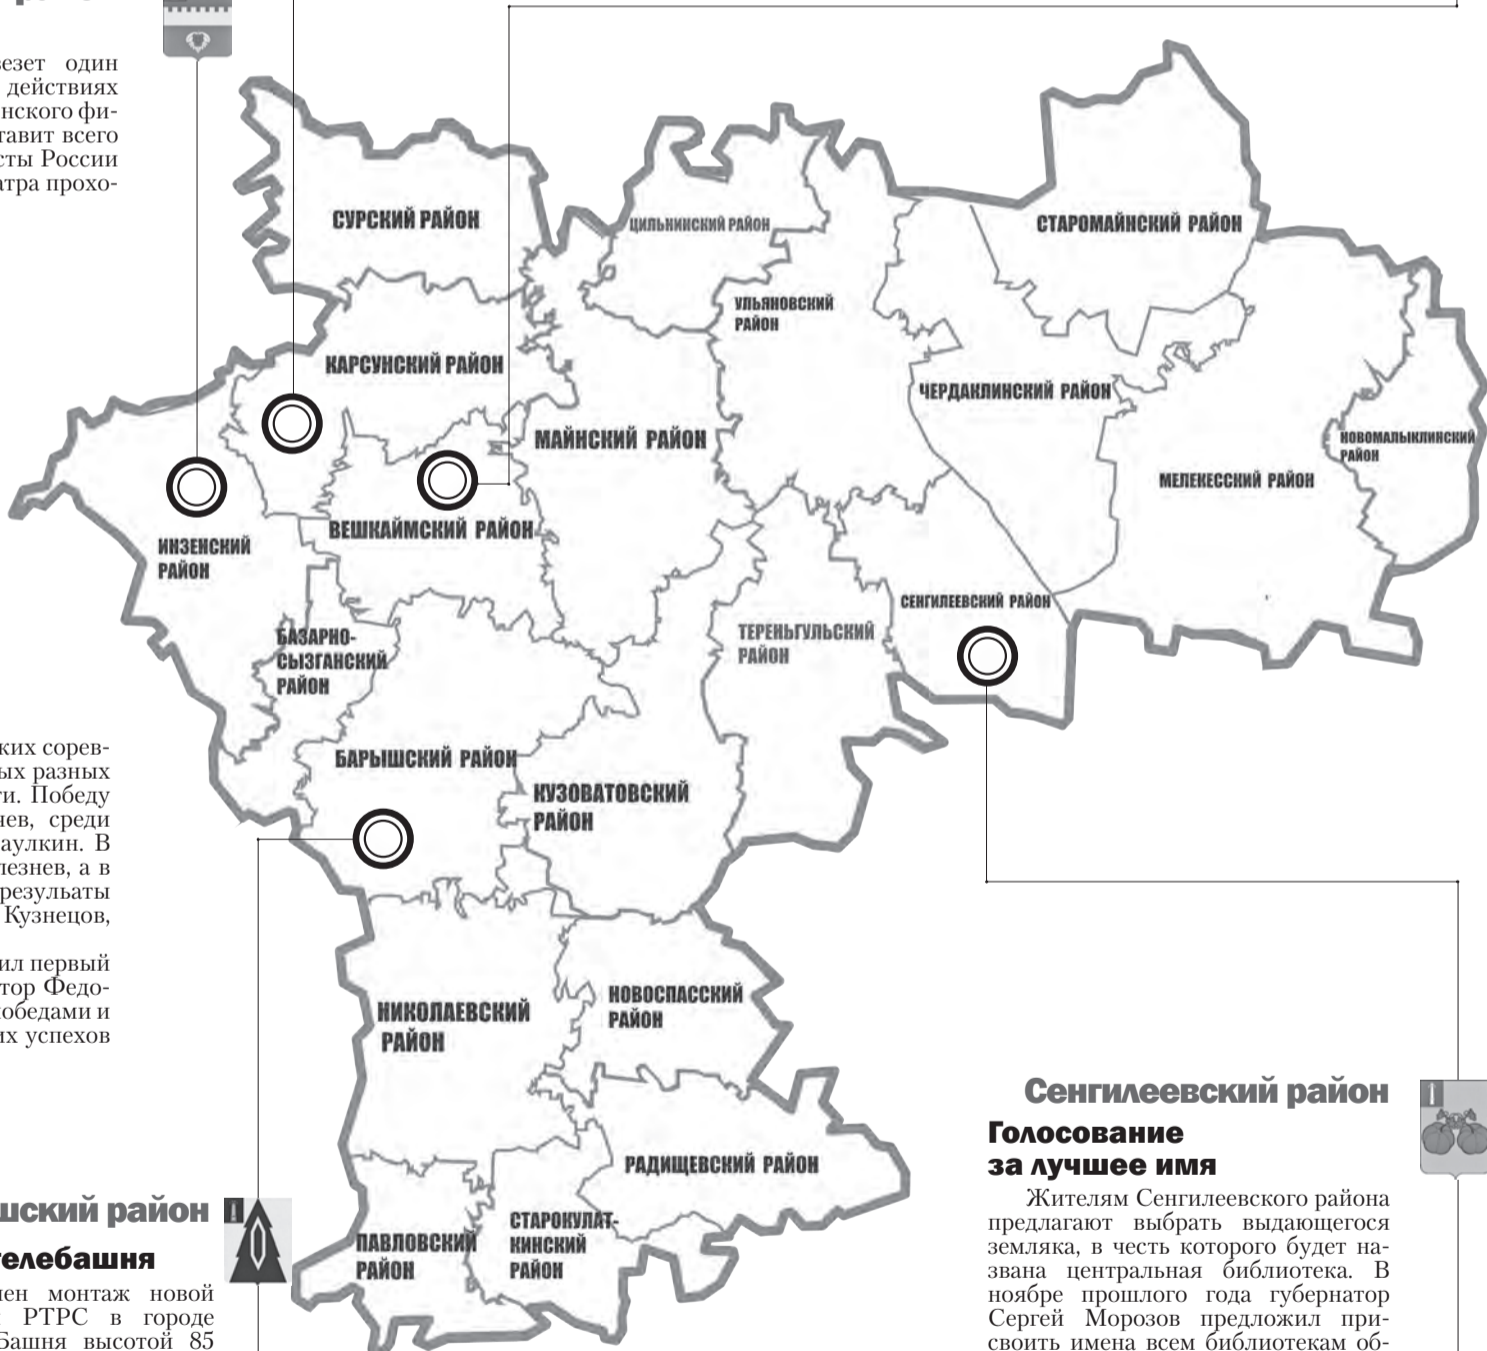 езет один
действиях
нского фи-
тавит всего
сты России
атра прохо-
СУРСКИЙ РАЙОН
ЦИЛЬНИНСКИЙ РАЙОН
СТАРОМАЙНСКИЙ РАЙОН
УЛЬЯНОВСКИЙ
РАЙОН
КАРСУНСКИЙ РАЙОН
ЧЕРДАКЛИНСКИЙ РАЙОН
МАЙНСКИЙ РАЙОН
НОВОМАЛЫКЛИНСКИЙ
РАЙОН
МЕЛЕКЕССКИЙ РАЙОН
ВЕШКАЙМСКИЙ РАЙОН
ИНЗЕНСКИЙ
РАЙОН
СЕНГИЛЕЕВСКИЙ РАЙОН
БАЗАРНО-
СЫЗГАНСКИЙ
РАЙОН
ТЕРЕНЬГУЛЬСКИЙ
РАЙОН
БАРЫШСКИЙ РАЙОН
КУЗОВАТОВСКИЙ
РАЙОН
ких сорев-
ых разных
ти. Победу
чев, среди
аулкин. В
лезнев, а в
резульаты
Кузнецов,
ил первый
тор Федо-
победами и
их успехов
НИКОЛАЕВСКИЙ
РАЙОН
НОВОСПАССКИЙ
РАЙОН
РАДИЩЕВСКИЙ РАЙОН
ПАВЛОВСКИЙ
РАЙОН
СТАРОКУЛАТ-
КИНСКИЙ
РАЙОН
шский район
телебашня
ен монтаж новой
РТРС в городе
Башня высотой 85
Сенгилеевский район
Голосование
за лучшее имя
Жителям Сенгилеевского района
предлагают выбрать выдающегося
земляка, в честь которого будет на-
звана центральная библиотека. В
ноябре прошлого года губернатор
Сергей Морозов предложил при-
своить имена всем библиотекам об-